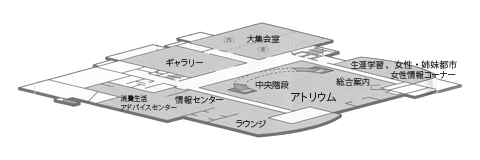 大集会室
(西)
(東)
ギャラリー
生涯学習、女性・姉妹都市
女性情報コーナー
総合案内
中央階段
アトリウム
消費生活
アドバイスセンター
情報センター
ラウンジ